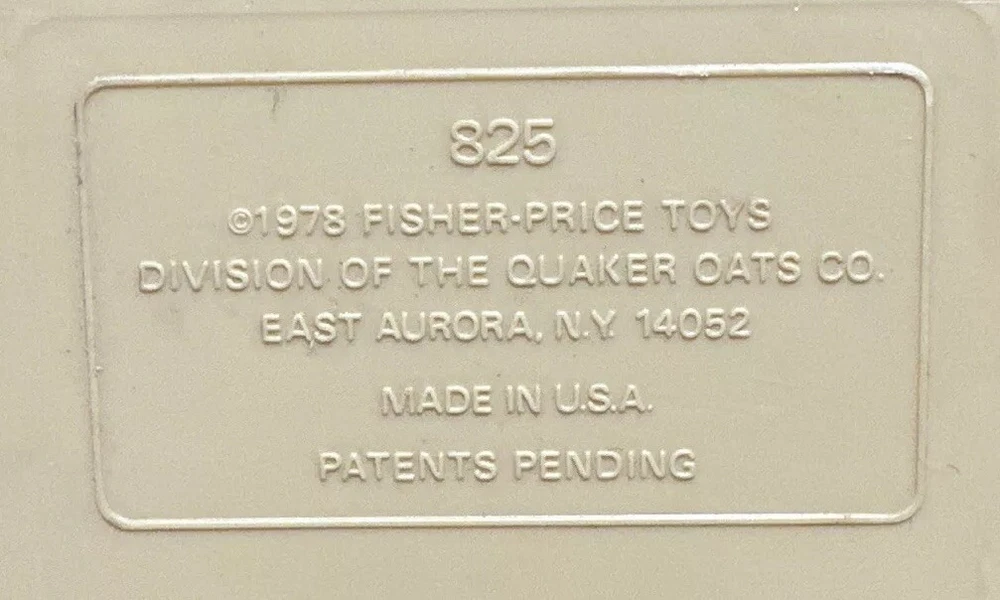 825
©1978 FISHER-PRICE TOYS
DIVISION OF THE QUAKER OATS CO.
EAST AURORA, N.Y. 14052
MADE IN U.S.A.
PATENTS PENDING